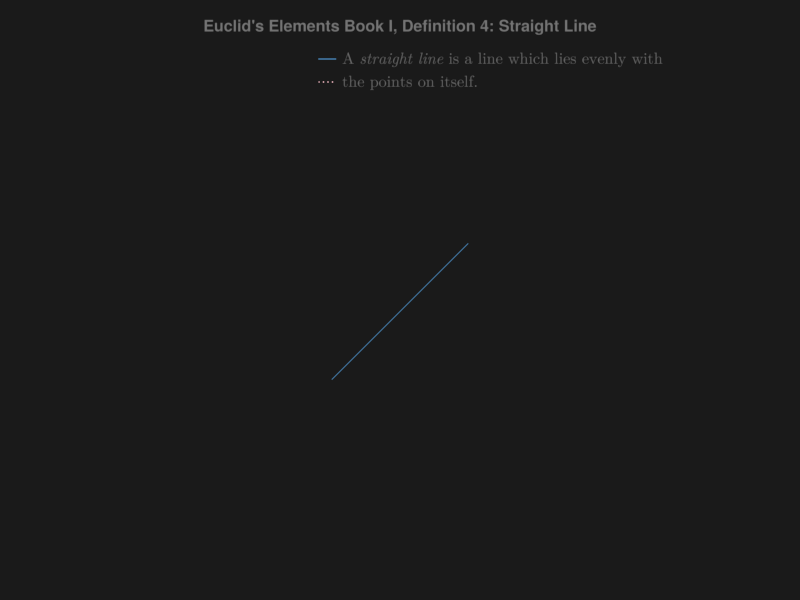 Euclid's Elements Book I, Definition 4: Straight Line
A straight line is a line which lies evenly with
the points on itself.